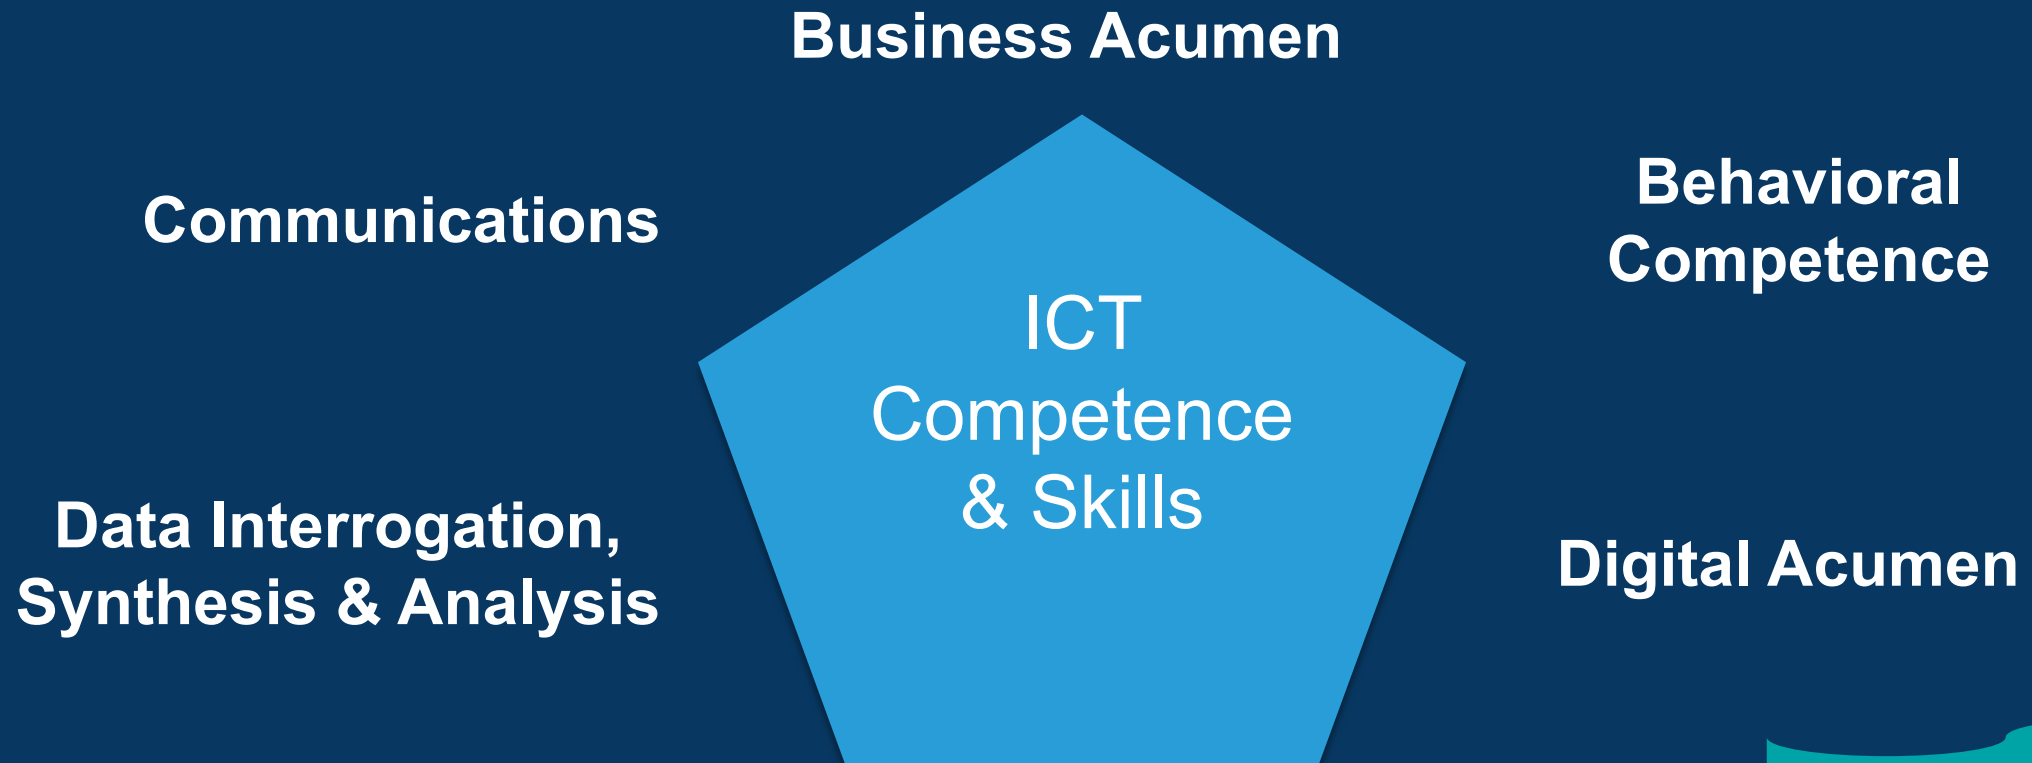 Business Acumen
Communications
Behavioral
Competence
ICT
Competence
& Skills
Data Interrogation,
Synthesis & Analysis
Digital Acumen